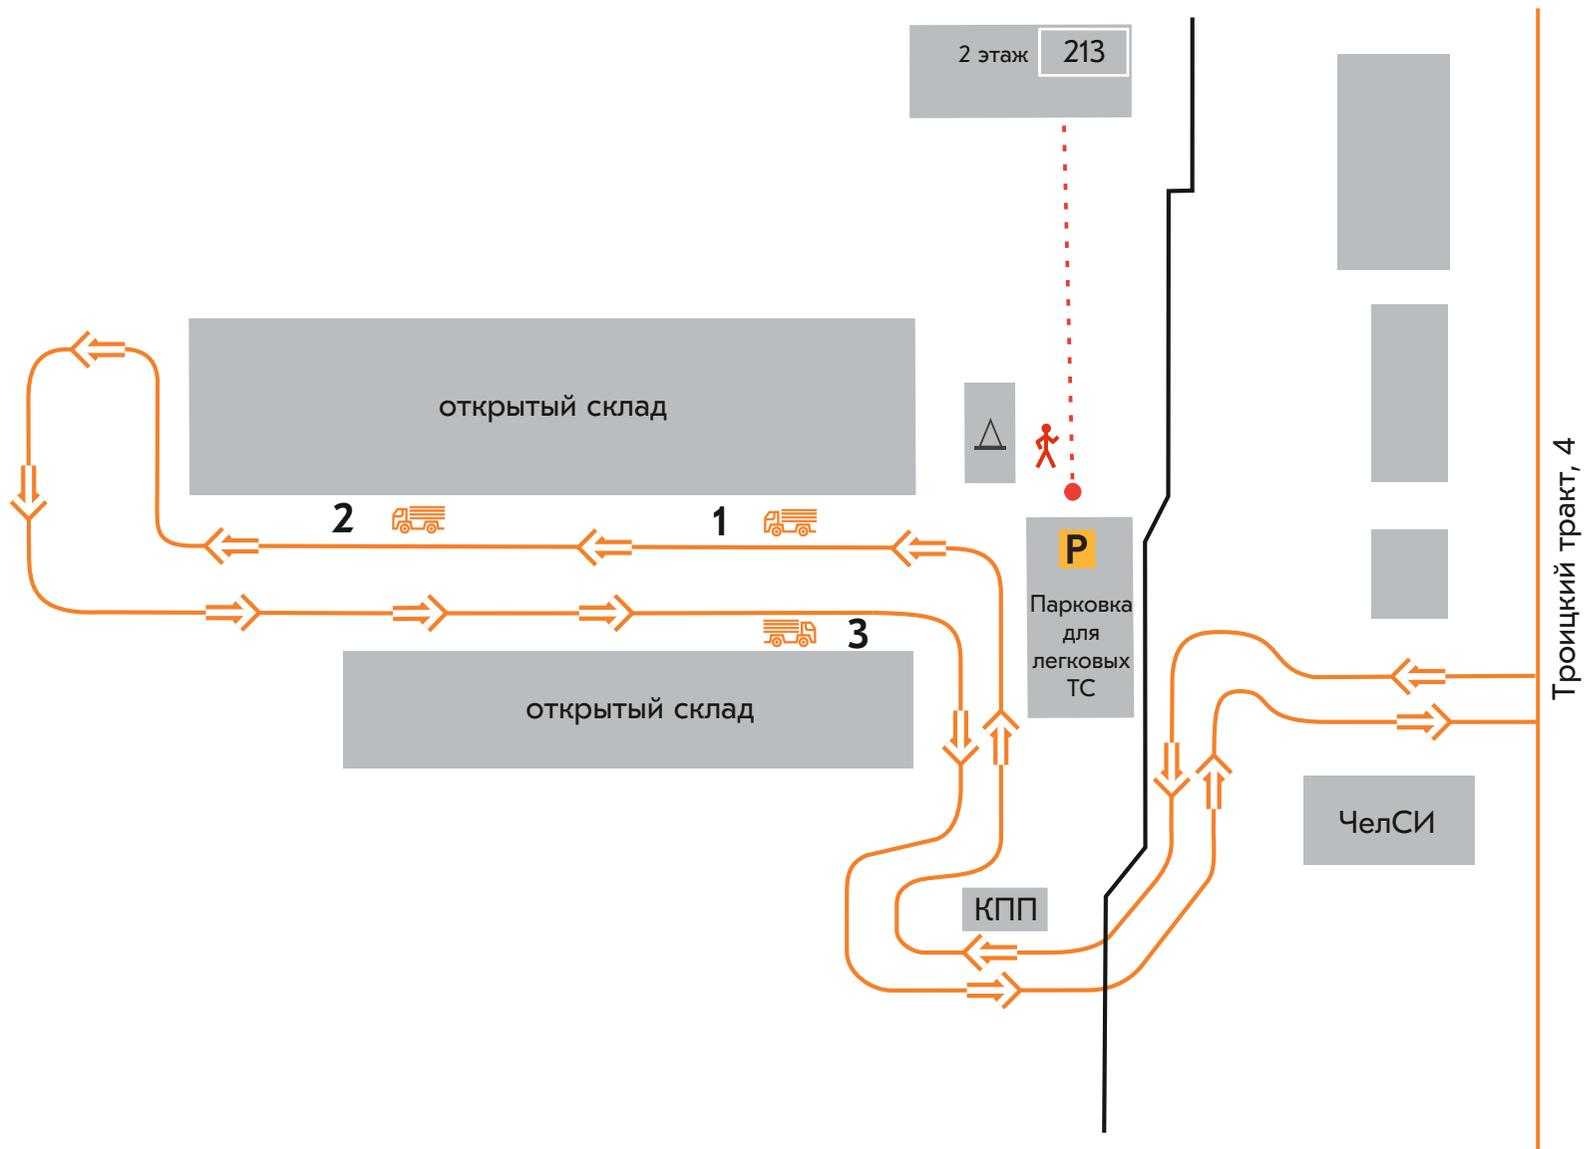 2 этаж 213
открытый склад
2
1
P
Парковка
для
легковых
ТС
3
открытый склад
Троицкий тракт, 4
ЧелСИ
КПП